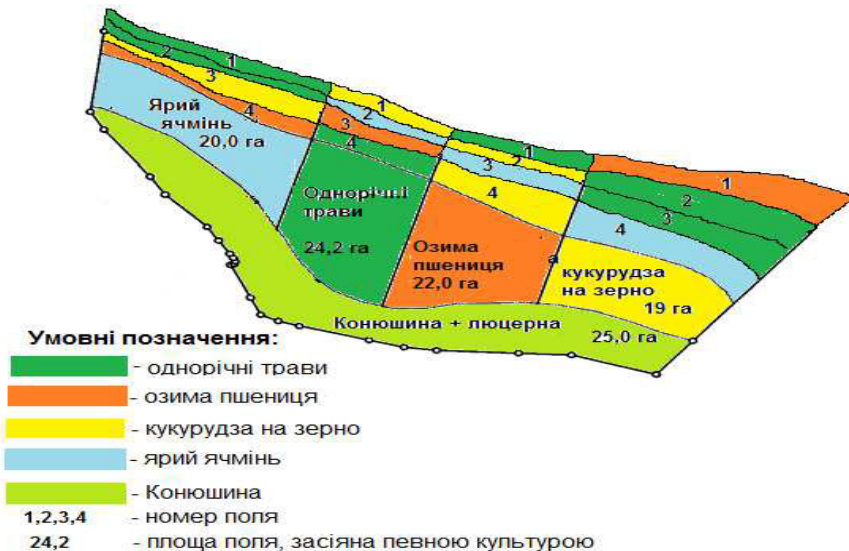 1
2
3
4
Ярий
ячмінь
20,0 га
1
2
3
4
Однорічні
трави
24,2 га
1
2
3
4
Озима
пшениця
22,0 га
а
1
2
3
4
кукурудза
на зерно
19 га
Конюшина + люцерна
25,0 га
Умовні позначення:
- однорічні трави
- озима пшениця
- кукурудза на зерно
- ярий ячмінь
- Конюшина
1,2,3,4 - номер поля
24,2 - площа поля, засіяна певною культурою